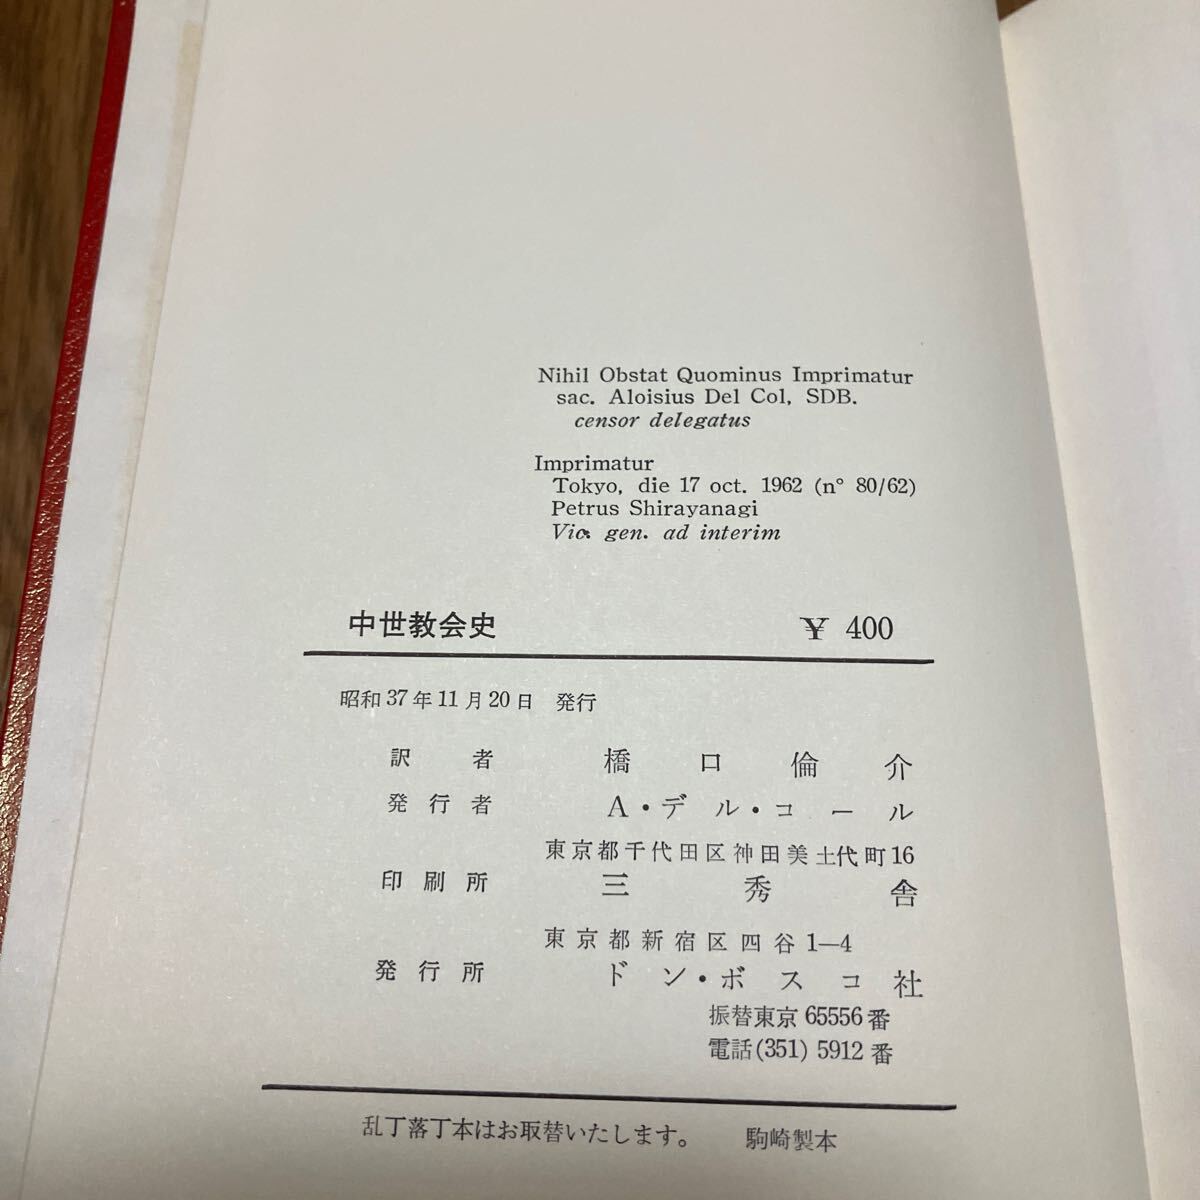 Nihil Obstat Quominus Imprimatur
sac. Aloisius Del Col, SDB.
censor delegatus
Imprimatur
Tokyo, die 17 oct. 1962 (n° 80/62)
Petrus Shirayanagi
Vic. gen. ad interim
中世教会史 ￥ 400
昭和37年11月20日 発行
訳者 橋口倫介
発行者 A・デル・コール
東京都千代田区神田美土代町16
印刷所 三秀舎
東京都新宿区四谷1—4
発行所 ドン・ボスコ社
振替東京 65556番
電話(351) 5912番
乱丁落丁本はお取替いたします。 駒崎製本